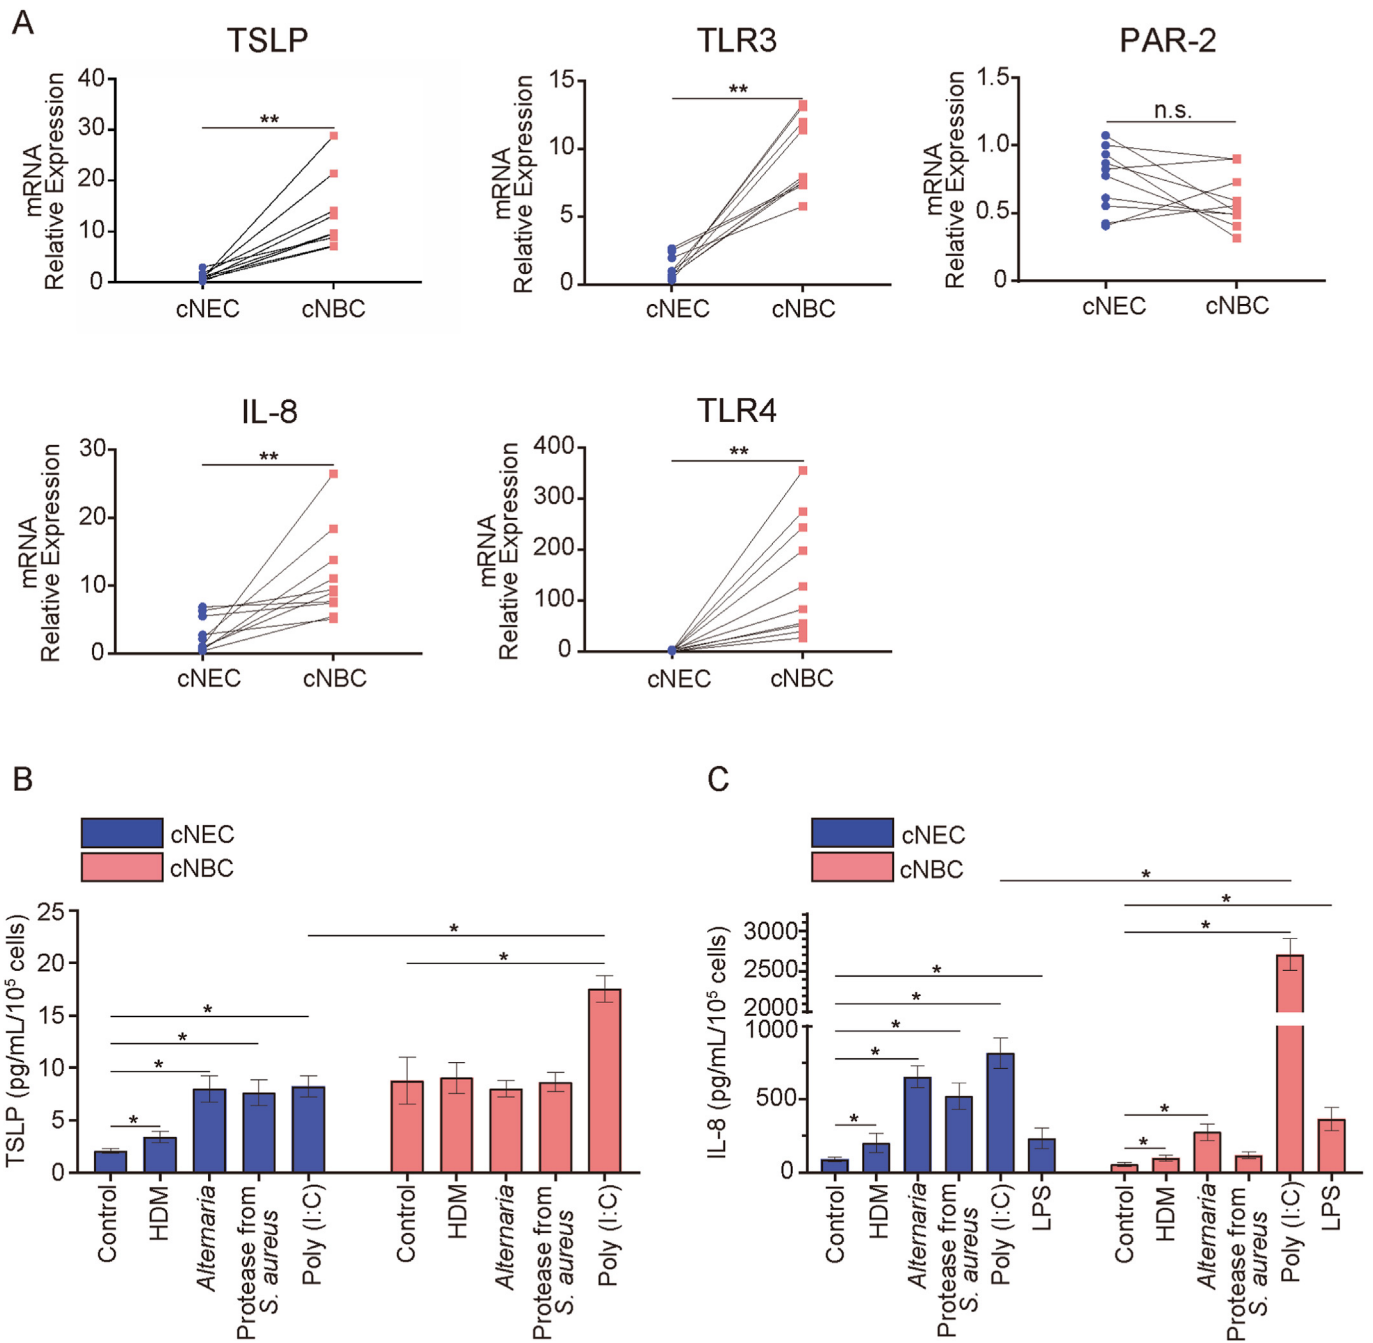 A
TSLP
mRNA
Relative Expression
40
30
20
10
0
**
cNEC
cNBC
TLR3
mRNA
Relative Expression
15
10
5
0
**
cNEC
cNBC
PAR-2
mRNA
Relative Expression
1.5
1.0
0.5
0
n.s.
cNEC
cNBC
IL-8
mRNA
Relative Expression
30
20
10
0
**
cNEC
cNBC
TLR4
mRNA
Relative Expression
400
300
200
100
0
**
cNEC
cNBC
B
cNEC
cNBC
TSLP (pg/mL/10⁵ cells)
25
20
15
10
5
0
*
*
*
*
*
*
Control
HDM
Alternaria
Protease from
S. aureus
Poly (I:C)
Control
HDM
Alternaria
Protease from
S. aureus
Poly (I:C)
C
cNEC
cNBC
IL-8 (pg/mL/10⁵ cells)
3000
2500
2000
1000
500
0
*
*
*
*
*
*
*
*
*
*
Control
HDM
Alternaria
Protease from
S. aureus
Poly (I:C)
LPS
Control
HDM
Alternaria
Protease from
S. aureus
Poly (I:C)
LPS